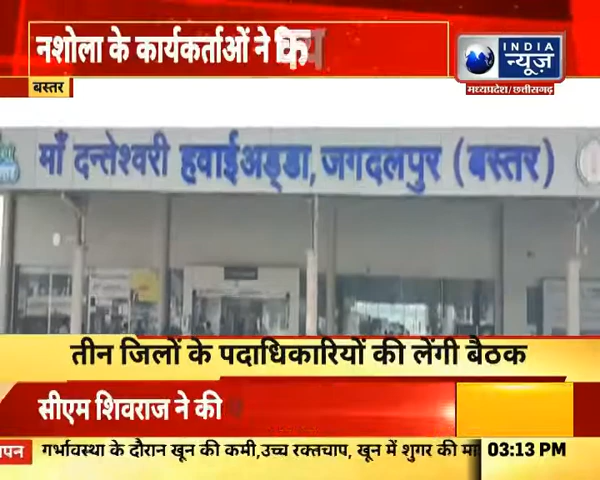 नशोला के कार्यकर्ताओं ने
INDIA
न्यूज़
मध्यप्रदेश/छत्तीसगढ़
बस्तर
माँ दन्तेश्वरी हवाईअड्डा, जगदलपुर (बस्तर)
तीन जिलों के पदाधिकारियों की लेंगी बैठक
सीएम शिवराज ने की
गर्भावस्था के दौरान खून की कमी,उच्च रक्तचाप, खून में शुगर की
03:13 PM